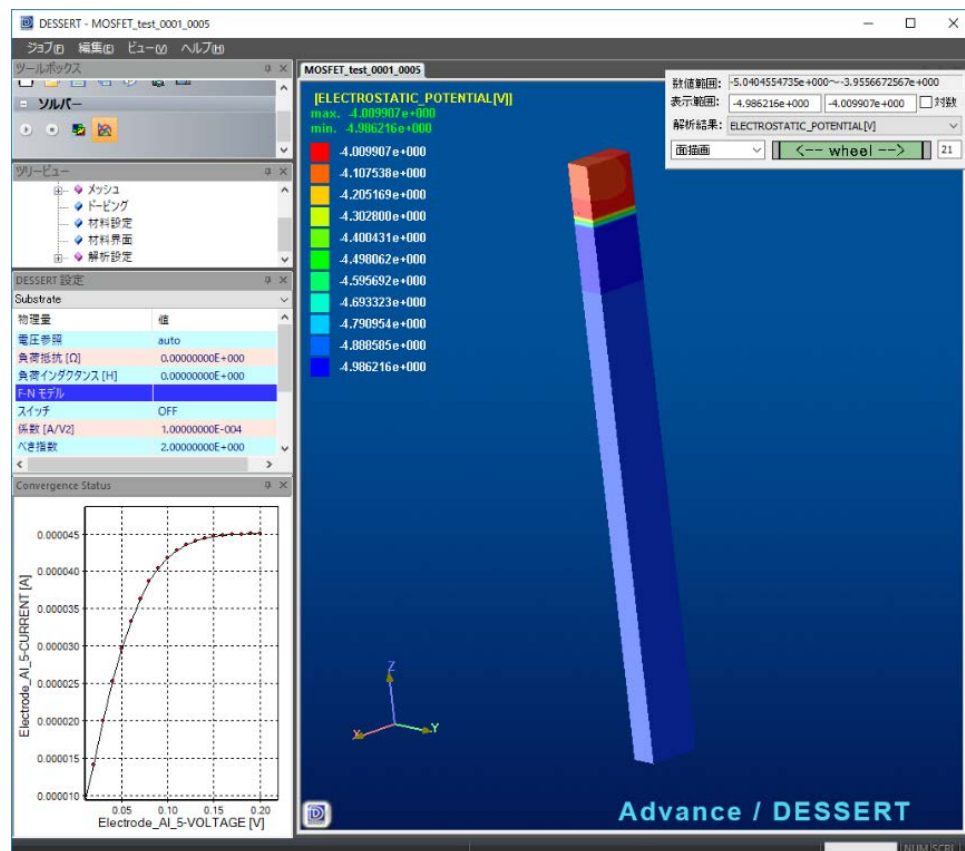 DESSERT - MOSFET_test_0001_0005
ジョブ(F) 編集(E) ビュー(V) ヘルプ(H)
ツールボックス
ソルバー
ツリービュー
メッシュ
ドーピング
材料設定
材料界面
解析設定
DESSERT 設定
Substrate
物理量 値
電圧参照 auto
負荷抵抗 [Ω] 0.00000000E+000
負荷インダクタンス [H] 0.00000000E+000
F-N モデル
スイッチ OFF
係数 [A/V2] 1.00000000E-004
べき指数 2.00000000E+000
Convergence Status
Electrode_Al_5-CURRENT [A]
0.000045
0.000040
0.000035
0.000030
0.000025
0.000020
0.000015
0.000010
0.05 0.10 0.15 0.20
Electrode_Al_5-VOLTAGE [V]
MOSFET_test_0001_0005
[ELECTROSTATIC_POTENTIAL[V]]
max. -4.009907e+000
min. -4.986216e+000
-4.009907e+000
-4.107538e+000
-4.205169e+000
-4.302800e+000
-4.400431e+000
-4.498062e+000
-4.595692e+000
-4.693323e+000
-4.790954e+000
-4.888585e+000
-4.986216e+000
数値範囲: -5.0404554735e+000～-3.9556672567e+000
表示範囲: -4.986216e+000 -4.009907e+000 対数
解析結果: ELECTROSTATIC_POTENTIAL[V]
面描画 <-- wheel --> 21
Z
X
Y
D
Advance / DESSERT
NUM SCRL